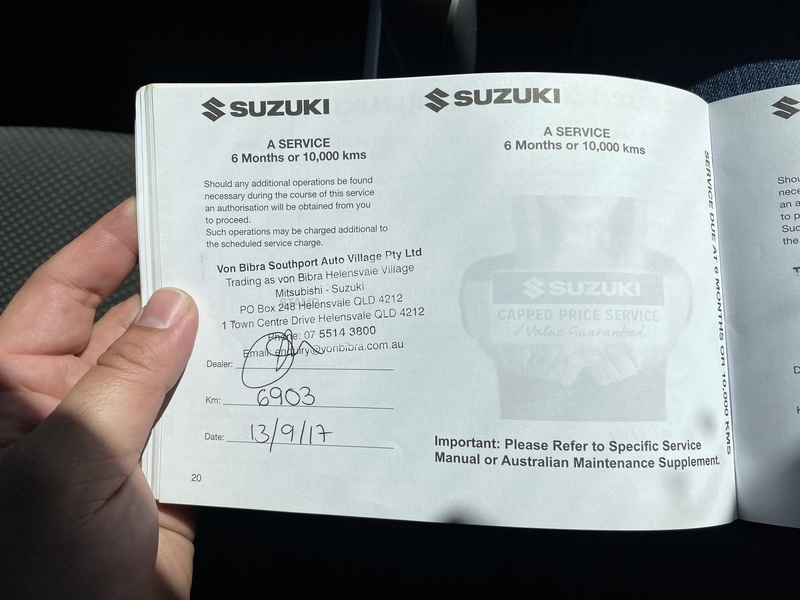 SUZUKI
A SERVICE
6 Months or 10,000 kms
Should any additional operations be found
necessary during the course of this service
an authorisation will be obtained from you
to proceed.
Such operations may be charged additional to
the scheduled service charge.
Von Bibra Southport Auto Village Pty Ltd
Trading as von Bibra Helensvale Village
Mitsubishi - Suzuki
PO Box 248 Helensvale QLD 4212
1 Town Centre Drive Helensvale QLD 4212
Phone: 07 5514 3800
Email: enquiry@vonbibra.com.au
Dealer:
Km: 6903
Date: 13/9/17
20
SUZUKI
A SERVICE
6 Months or 10,000 kms
SUZUKI
CAPPED PRICE SERVICE
✓ Value Guaranteed
Important: Please Refer to Specific Service
Manual or Australian Maintenance Supplement.
SERVICE DUE AT 6 MONTHS OR 10,000 KMS